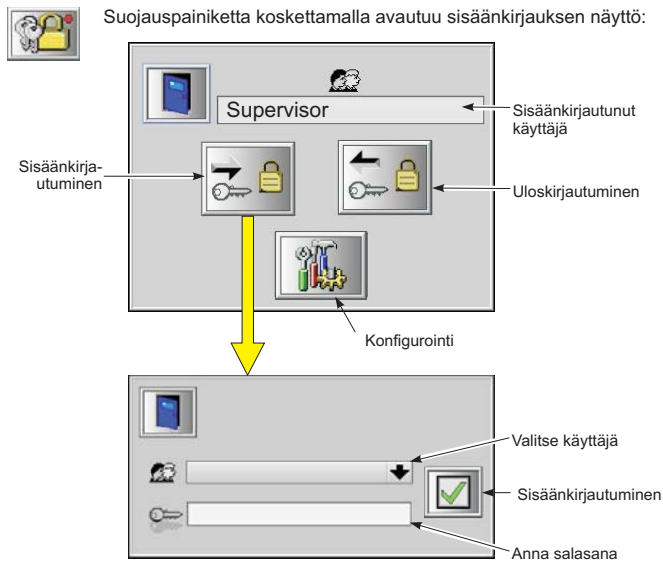 Suojauspainiketta koskettamalla avautuu sisäänkirjauksen näyttö:
Supervisor
Sisäänkirjautunut
käyttäjä
Sisäänkirja-
utuminen
Uloskirjautuminen
Konfigurointi
Valitse käyttäjä
Sisäänkirjautuminen
Anna salasana